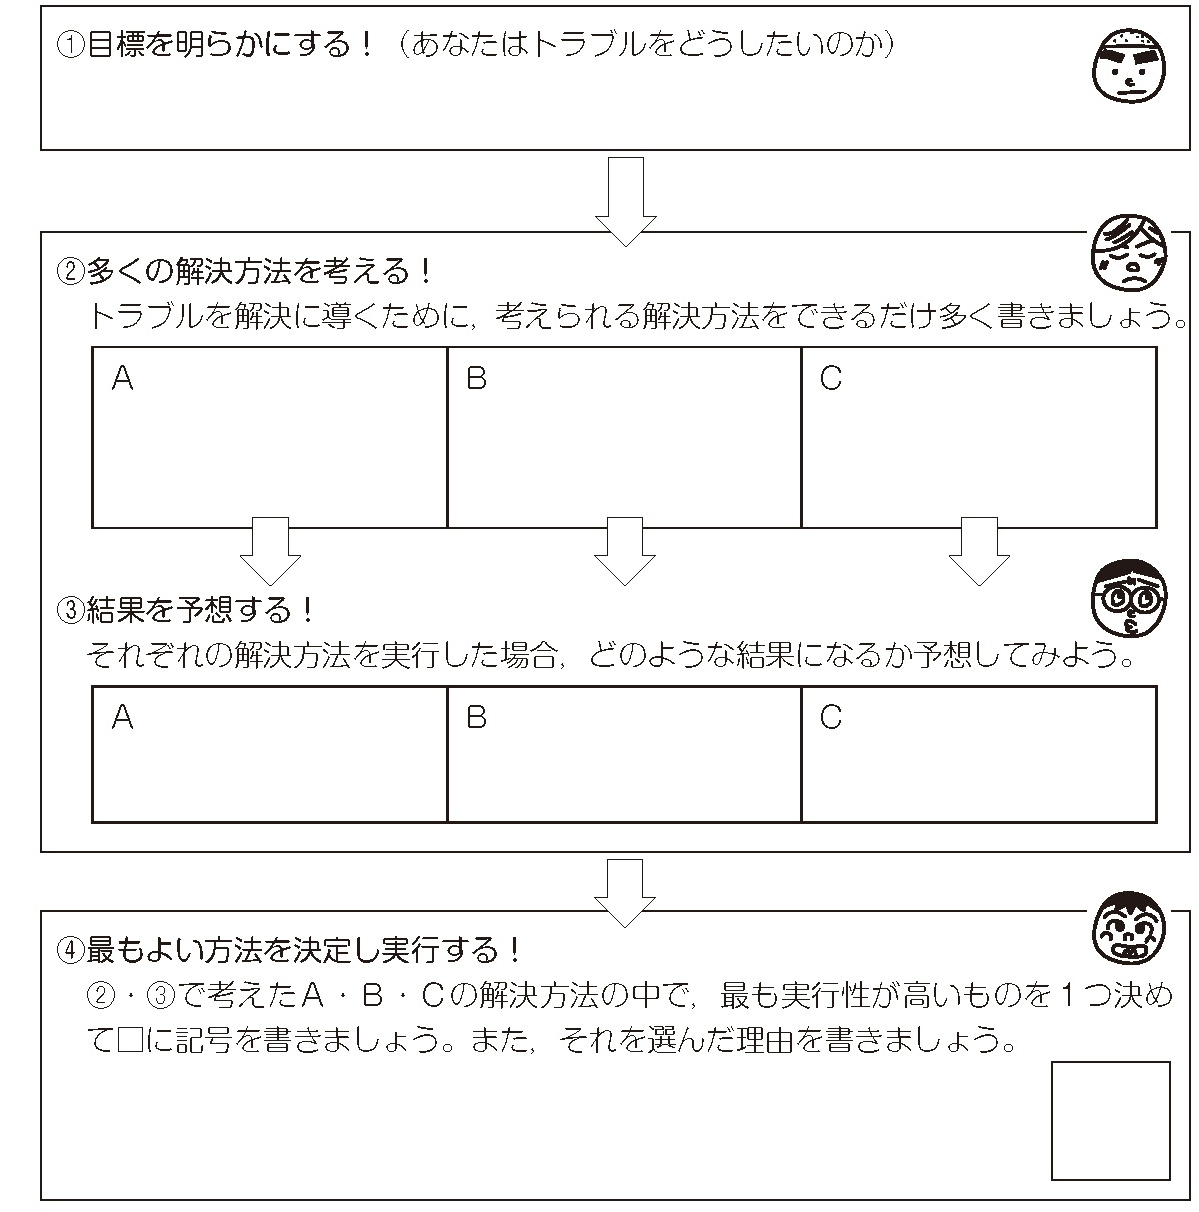 ①目標を明らかにする！（あなたはトラブルをどうしたいのか）
②多くの解決方法を考える！
トラブルを解決に導くために，考えられる解決方法をできるだけ多く書きましょう。
A B C
③結果を予想する！
それぞれの解決方法を実行した場合，どのような結果になるか予想してみよう。
A B C
④最もよい方法を決定し実行する！
②・③で考えたＡ・Ｂ・Ｃの解決方法の中で，最も実行性が高いものを１つ決め
て□に記号を書きましょう。また，それを選んだ理由を書きましょう。